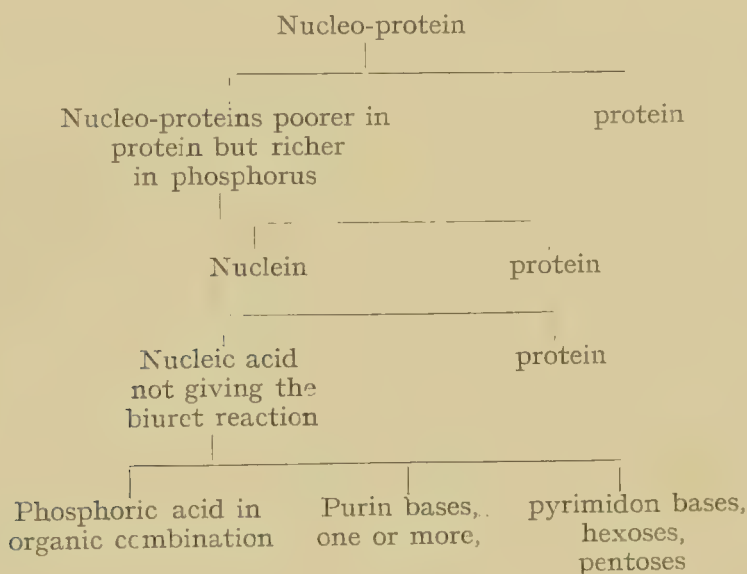 Nucleo-protein
Nucleo-proteins poorer in
protein but richer
in phosphorus
protein
Nuclein
protein
Nucleic acid
not giving the
biuret reaction
protein
Phosphoric acid in
organic ccmbination
Purin bases,
one or more,
pyrimidon bases,
hexoses,
pentoses